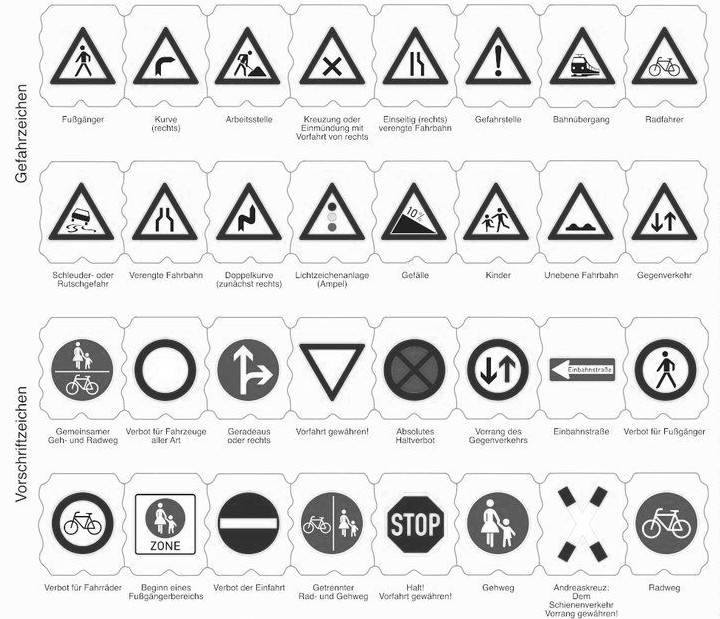 Gefahrzeichen
Fußgänger
Kurve
(rechts)
Arbeitsstelle
Kreuzung oder
Einmündung mit
Vorfahrt von rechts
Einseitig (rechts)
verengte Fahrbahn
Gefahrstelle
Bahnübergang
Radfahrer
10%
Schleuder- oder
Rutschgefahr
Verengte Fahrbahn
Doppelkurve
(zunächst rechts)
Lichtzeichenanlage
(Ampel)
Gefälle
Kinder
Unebene Fahrbahn
Gegenverkehr
Vorschriftzeichen
Einbahnstraße
Gemeinsamer
Geh- und Radweg
Verbot für Fahrzeuge
aller Art
Geradeaus
oder rechts
Vorfahrt gewähren!
Absolutes
Haltverbot
Vorrang des
Gegenverkehrs
Einbahnstraße
Verbot für Fußgänger
ZONE
STOP
Verbot für Fahrräder
Beginn eines
Fußgängerbereichs
Verbot der Einfahrt
Getrennter
Rad- und Gehweg
Halt!
Vorfahrt gewähren!
Gehweg
Andreaskreuz:
Dem
Schienenverkehr
Vorrang gewähren!
Radweg